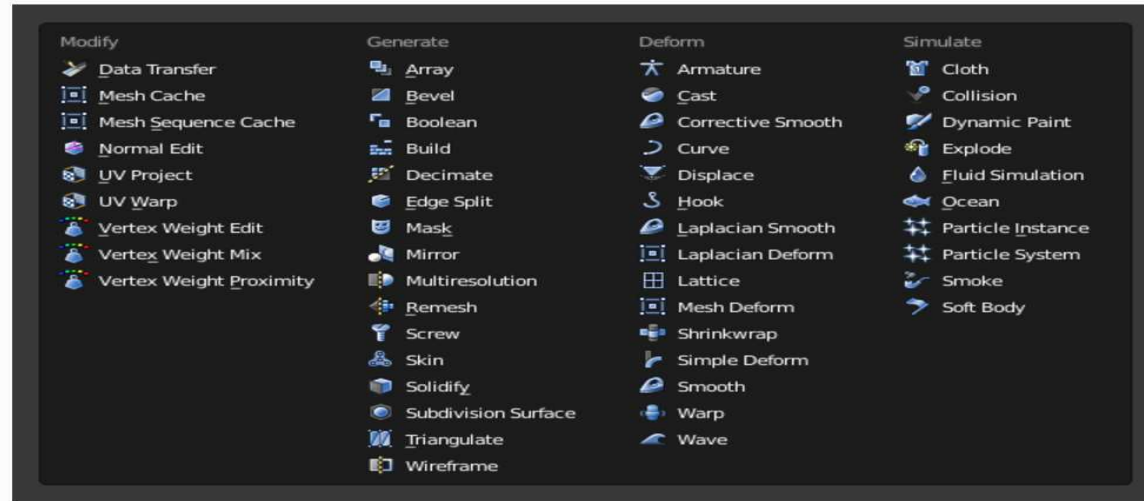 Modify
Data Transfer
Mesh Cache
Mesh Sequence Cache
Normal Edit
UV Project
UV Warp
Vertex Weight Edit
Vertex Weight Mix
Vertex Weight Proximity
Generate
Array
Bevel
Boolean
Build
Decimate
Edge Split
Mask
Mirror
Multiresolution
Remesh
Screw
Skin
Solidify
Subdivision Surface
Triangulate
Wireframe
Deform
Armature
Cast
Corrective Smooth
Curve
Displace
Hook
Laplacian Smooth
Laplacian Deform
Lattice
Mesh Deform
Shrinkwrap
Simple Deform
Smooth
Warp
Wave
Simulate
Cloth
Collision
Dynamic Paint
Explode
Fluid Simulation
Ocean
Particle Instance
Particle System
Smoke
Soft Body